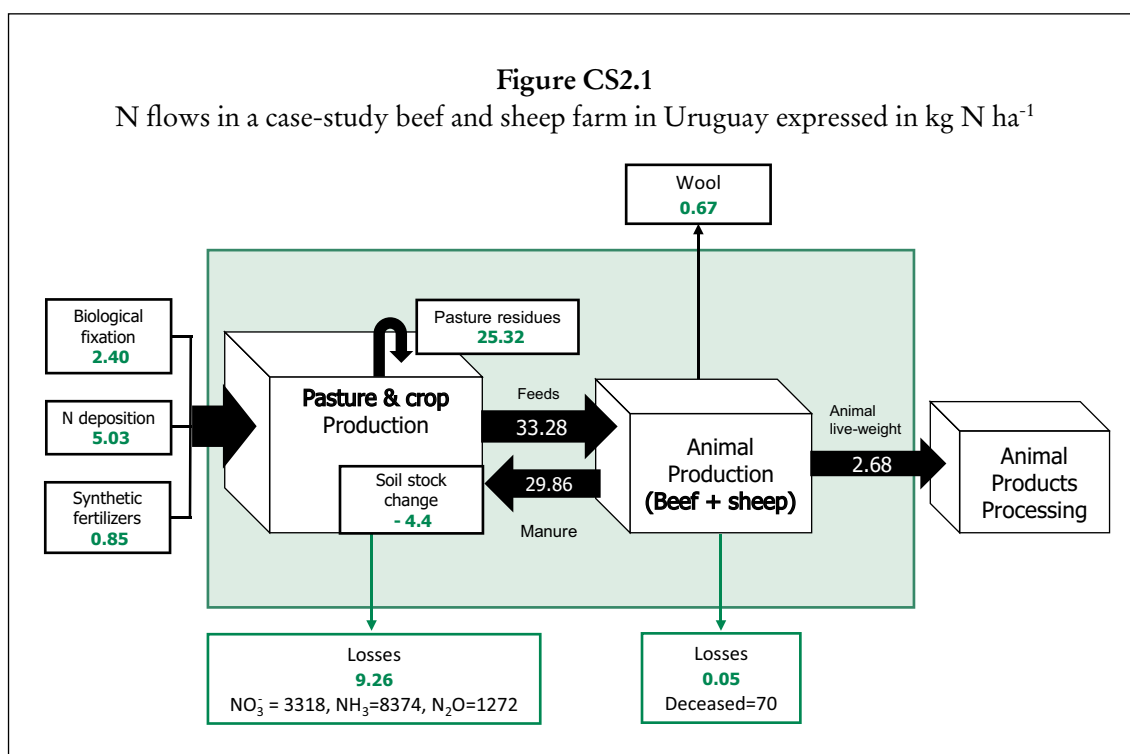 Figure CS2.1
N flows in a case-study beef and sheep farm in Uruguay expressed in kg N ha⁻¹
Wool
0.67
Biological
fixation
2.40
N deposition
5.03
Synthetic
fertilizers
0.85
Pasture residues
25.32
Pasture & crop
Production
Feeds
33.28
Soil stock
change
- 4.4
29.86
Manure
Animal
Production
(Beef + sheep)
Animal
live-weight
2.68
Animal
Products
Processing
Losses
9.26
NO₃⁻ = 3318, NH₃=8374, N₂O=1272
Losses
0.05
Deceased=70